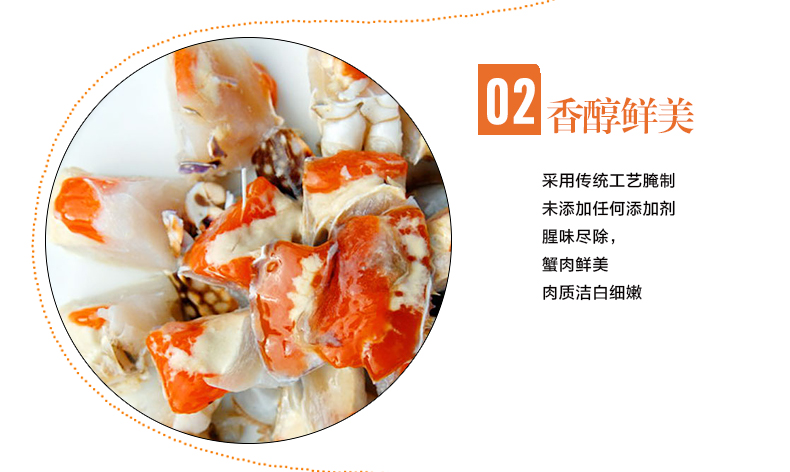 02
香醇鲜美
采用传统工艺腌制
未添加任何添加剂
腥味尽除，
蟹肉鲜美
肉质洁白细嫩